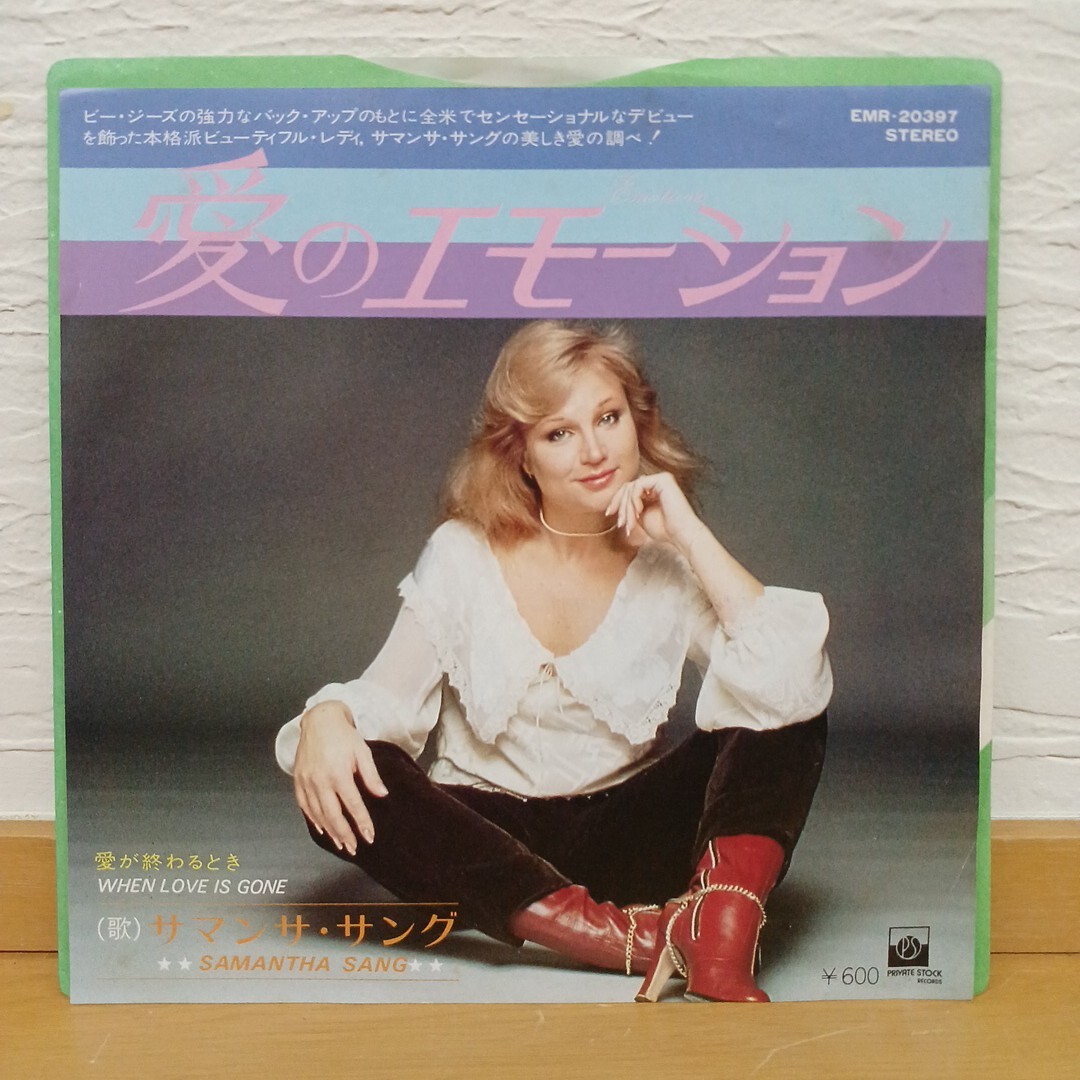 ビー・ジーズの強力なバック・アップのもとに全米でセンセーショナルなデビュー
を飾った本格派ビューティフル・レディ,サマンサ・サングの美しき愛の調べ!
EMR-20397
STEREO
愛のエモーション
愛が終わるとき
WHEN LOVE IS GONE
(歌)サマンサ・サング
★★SAMANTHA SANG★★
¥600
PS
PRIVATE STOCK
RECORDS